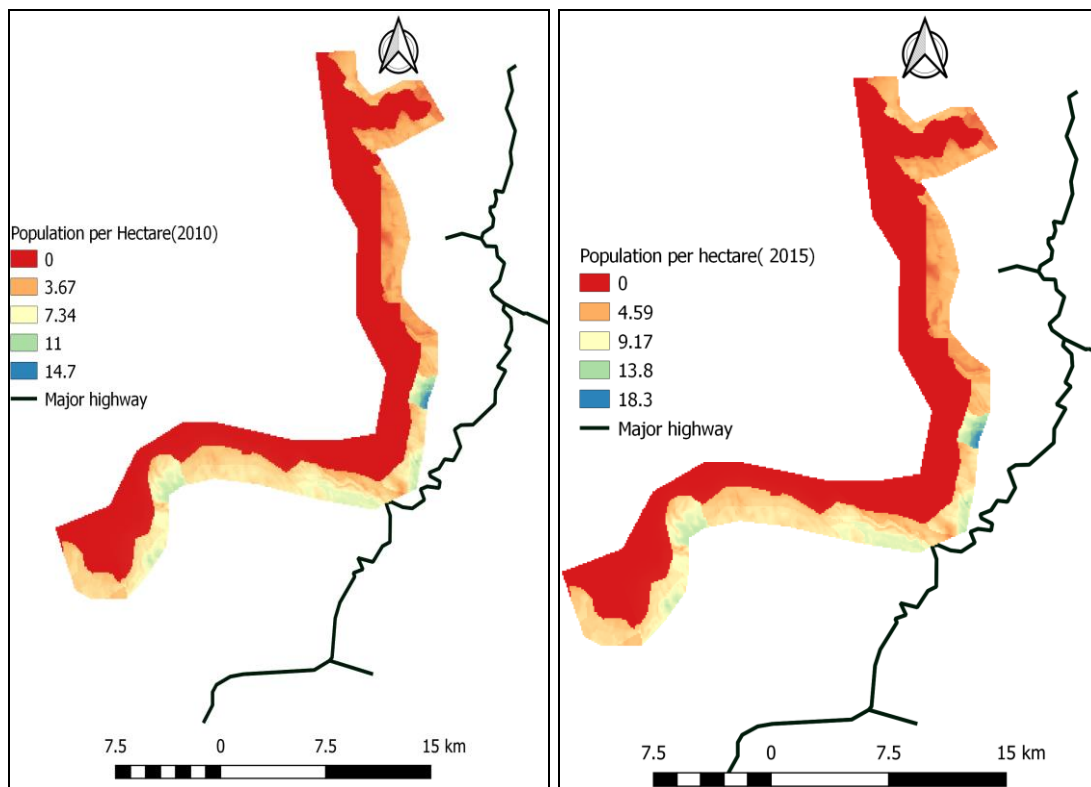 Population per Hectare(2010)
0
3.67
7.34
11
14.7
Major highway
7.5 0 7.5 15 km
Population per hectare( 2015)
0
4.59
9.17
13.8
18.3
Major highway
7.5 0 7.5 15 km